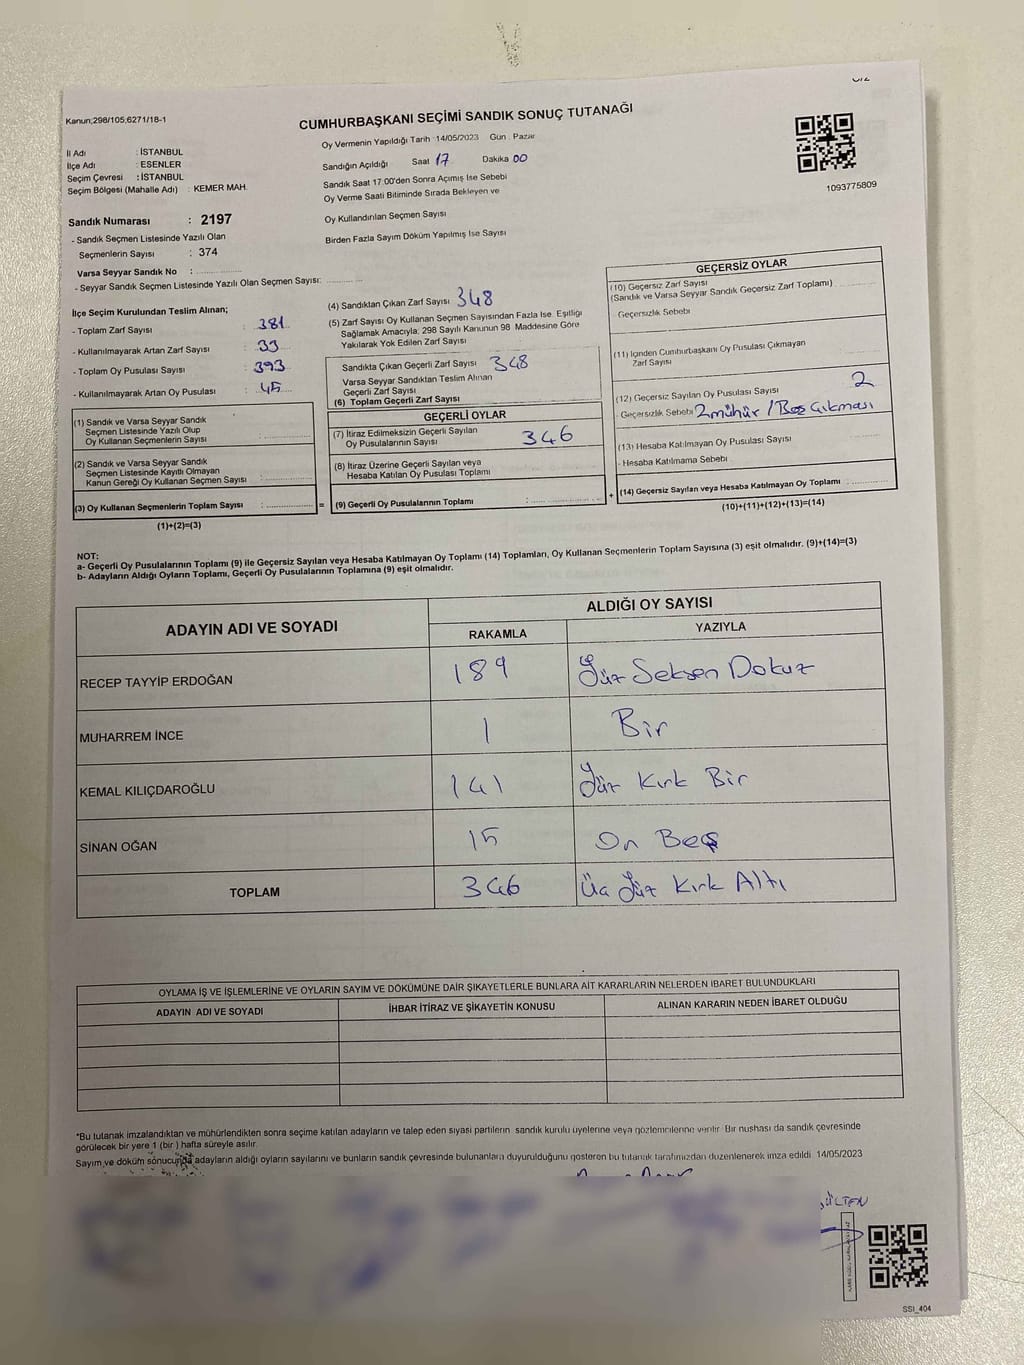 Kanun;298/105;6271/18-1
CUMHURBAŞKANI SEÇİMİ SANDIK SONUÇ TUTANAĞI
Oy Vermenin Yapıldığı Tarih 14/05/2023 Gün Pazar
İl Adı : İSTANBUL
İlçe Adı : ESENLER
Seçim Çevresi : İSTANBUL
Seçim Bölgesi (Mahalle Adı) : KEMER MAH.
Sandığın Açıldığı Saat 17 Dakika 00
Sandık Saat 17:00'den Sonra Açımış İse Sebebi
Oy Verme Saati Bitiminde Sırada Bekleyen ve
Oy Kullandırılan Seçmen Sayısı
Birden Fazla Sayım Döküm Yapılmış İse Sayısı
1093775809
Sandık Numarası : 2197
- Sandık Seçmen Listesinde Yazılı Olan
Seçmenlerin Sayısı : 374
Varsa Seyyar Sandık No :
- Seyyar Sandık Seçmen Listesinde Yazılı Olan Seçmen Sayısı:
İlçe Seçim Kurulundan Teslim Alınan;
- Toplam Zarf Sayısı : 381
- Kullanılmayarak Artan Zarf Sayısı : 33
- Toplam Oy Pusulası Sayısı : 393
- Kullanılmayarak Artan Oy Pusulası : 45
(1) Sandık ve Varsa Seyyar Sandık
Seçmen Listesinde Yazılı Olup
Oy Kullanan Seçmenlerin Sayısı :
(2) Sandık ve Varsa Seyyar Sandık
Seçmen Listesinde Kayıtlı Olmayan
Kanun Gereği Oy Kullanan Seçmen Sayısı :
(3) Oy Kullanan Seçmenlerin Toplam Sayısı : =
(1)+(2)=(3)
(4) Sandıktan Çıkan Zarf Sayısı 348
(5) Zarf Sayısı Oy Kullanan Seçmen Sayısından Fazla İse, Eşitliği
Sağlamak Amacıyla; 298 Sayılı Kanunun 98. Maddesine Göre
Yakılarak Yok Edilen Zarf Sayısı
Sandıkta Çıkan Geçerli Zarf Sayısı 348
Varsa Seyyar Sandıktan Teslim Alınan
Geçerli Zarf Sayısı
(6) Toplam Geçerli Zarf Sayısı
GEÇERLİ OYLAR
(7) İtiraz Edilmeksizin Geçerli Sayılan
Oy Pusulalarının Sayısı 346
(8) İtiraz Üzerine Geçerli Sayılan veya
Hesaba Katılan Oy Pusulası Toplamı
(9) Geçerli Oy Pusulalarının Toplamı : +
GEÇERSİZ OYLAR
(10) Geçersiz Zarf Sayısı
(Sandık ve Varsa Seyyar Sandık Geçersiz Zarf Toplamı)
Geçersizlik Sebebi
(11) İçinden Cumhurbaşkanı Oy Pusulası Çıkmayan
Zarf Sayısı
(12) Geçersiz Sayılan Oy Pusulası Sayısı 2
- Geçersizlik Sebebi 2 mühür / Boş Çıkması
(13) Hesaba Katılmayan Oy Pusulası Sayısı
- Hesaba Katılmama Sebebi
(14) Geçersiz Sayılan veya Hesaba Katılmayan Oy Toplamı :
(10)+(11)+(12)+(13)=(14)
NOT:
a- Geçerli Oy Pusulalarının Toplamı (9) ile Geçersiz Sayılan veya Hesaba Katılmayan Oy Toplamı (14) Toplamları, Oy Kullanan Seçmenlerin Toplam Sayısına (3) eşit olmalıdır. (9)+(14)=(3)
b- Adayların Aldığı Oyların Toplamı, Geçerli Oy Pusulalarının Toplamına (9) eşit olmalıdır.
ADAYIN ADI VE SOYADI
ALDIĞI OY SAYISI
RAKAMLA YAZIYLA
RECEP TAYYİP ERDOĞAN 189 Yüz Seksen Dokuz
MUHARREM İNCE 1 Bir
KEMAL KILIÇDAROĞLU 141 Yüz Kırk Bir
SİNAN OĞAN 15 On Beş
TOPLAM 346 Üç Yüz Kırk Altı
OYLAMA İŞ VE İŞLEMLERİNE VE OYLARIN SAYIM VE DÖKÜMÜNE DAİR ŞİKAYETLERLE BUNLARA AİT KARARLARIN NELERDEN İBARET BULUNDUKLARI
ADAYIN ADI VE SOYADI İHBAR İTİRAZ VE ŞİKAYETİN KONUSU ALINAN KARARIN NEDEN İBARET OLDUĞU
*Bu tutanak imzalandıktan ve mühürlendikten sonra seçime katılan adayların ve talep eden siyasi partilerin sandık kurulu üyelerine veya gözlemcilerine verilir. Bir nushası da sandık çevresinde
görülecek bir yere 1 (bir ) hafta süreyle asılır.
Sayım ve döküm sonucunda adayların aldığı oyların sayılarını ve bunların sandık çevresinde bulunanlara duyurulduğunu gösteren bu tutanak tarafımızdan düzenlenerek imza edildi 14/05/2023
SSI_404